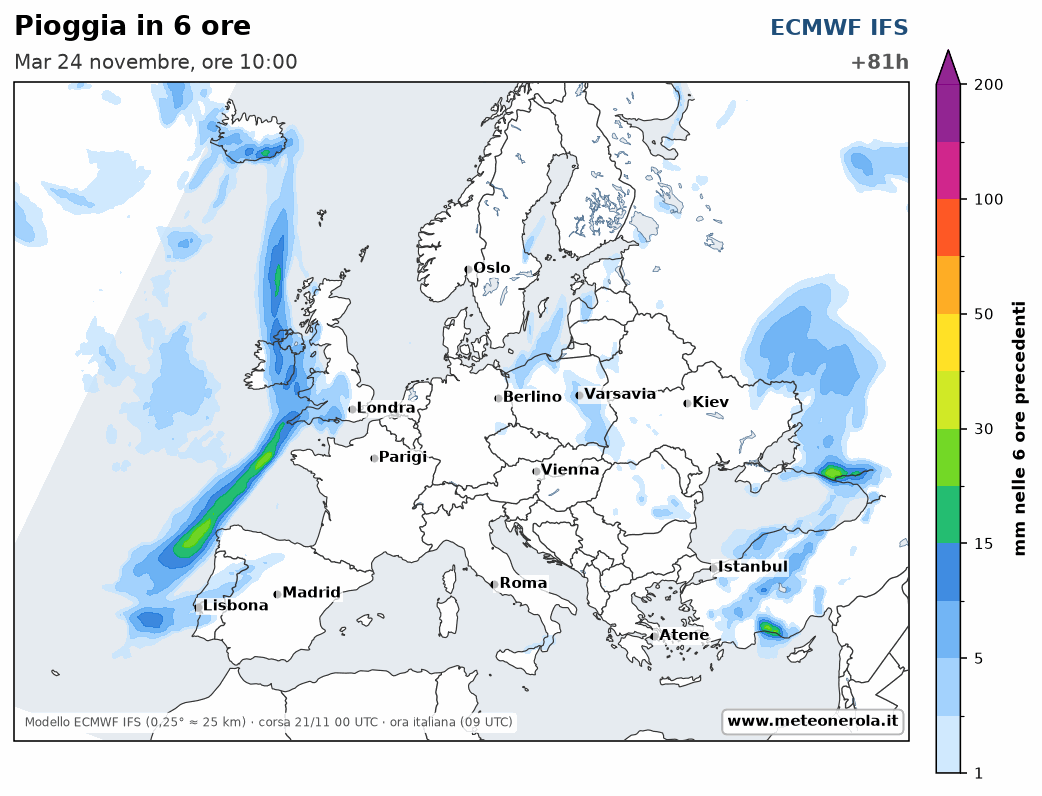 Pioggia in 6 ore
ECMWF IFS
Mar 24 novembre, ore 10:00
+81h
200
100
50
30
15
5
1
mm nelle 6 ore precedenti
Oslo
Londra
Berlino
Varsavia
Kiev
Parigi
Vienna
Istanbul
Madrid
Roma
Lisbona
Atene
Modello ECMWF IFS (0,25° ≈ 25 km) · corsa 21/11 00 UTC · ora italiana (09 UTC)
www.meteonerola.it